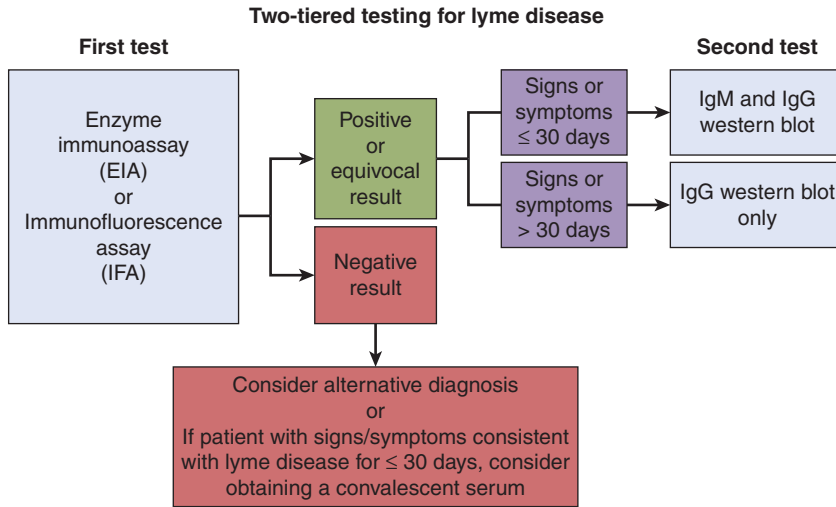 Two-tiered testing for lyme disease
First test
Second test
Enzyme
immunoassay
(EIA)
or
Immunofluorescence
assay
(IFA)
Positive
or
equivocal
result
Negative
result
Signs or
symptoms
≤ 30 days
Signs or
symptoms
> 30 days
IgM and IgG
western blot
IgG western blot
only
Consider alternative diagnosis
or
If patient with signs/symptoms consistent
with lyme disease for ≤ 30 days, consider
obtaining a convalescent serum